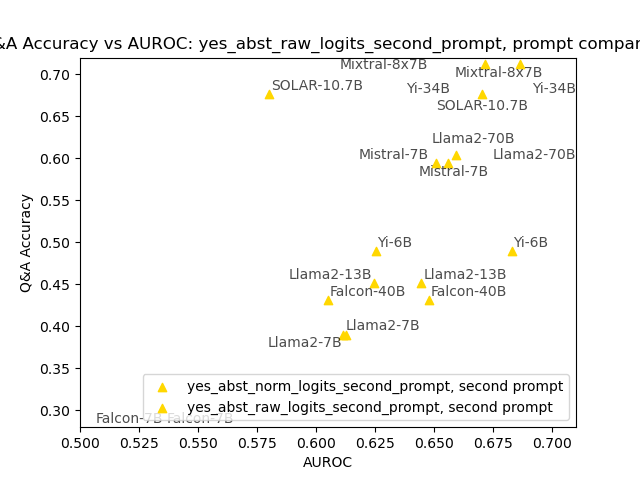 &A Accuracy vs AUROC: yes_abst_raw_logits_second_prompt, prompt compar
Mixtral-8x7B
Mixtral-8x7B
SOLAR-10.7B
Yi-34B
Yi-34B
SOLAR-10.7B
Llama2-70B
Mistral-7B
Llama2-70B
Mistral-7B
Yi-6B
Yi-6B
Llama2-13B
Llama2-13B
Falcon-40B
Falcon-40B
Llama2-7B
Llama2-7B
Falcon-7B
Falcon-7B
yes_abst_norm_logits_second_prompt, second prompt
yes_abst_raw_logits_second_prompt, second prompt
Q&A Accuracy
0.70
0.65
0.60
0.55
0.50
0.45
0.40
0.35
0.30
0.500 0.525 0.550 0.575 0.600 0.625 0.650 0.675 0.700
AUROC